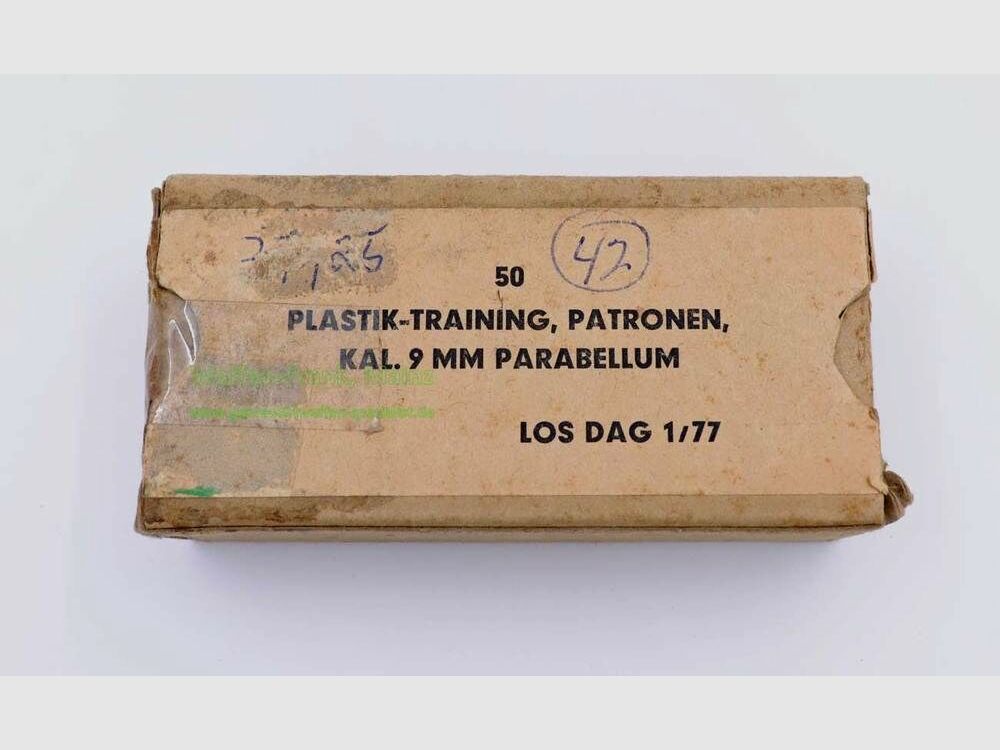 42
50
PLASTIK-TRAINING, PATRONEN,
KAL. 9 MM PARABELLUM
LOS DAG 1/77